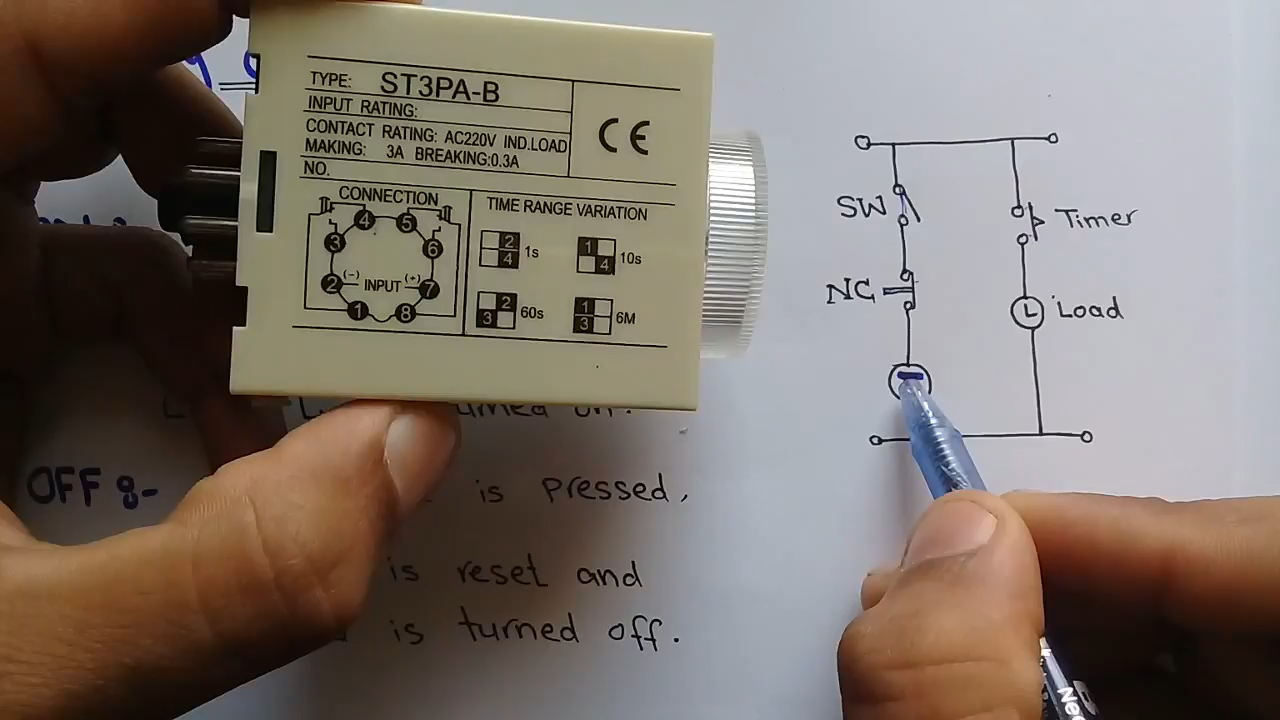 TYPE: ST3PA-B
INPUT RATING:
CONTACT RATING: AC220V IND.LOAD
MAKING: 3A BREAKING:0.3A
NO.
CE
CONNECTION
4 5
3 6
(-) INPUT (+)
2 7
1 8
TIME RANGE VARIATION
2 4 1s
1 4 10s
2 3 60s
1 3 6M
SW
Timer
NC
L Load
OFF :-
is pressed,
is reset and
is turned off.